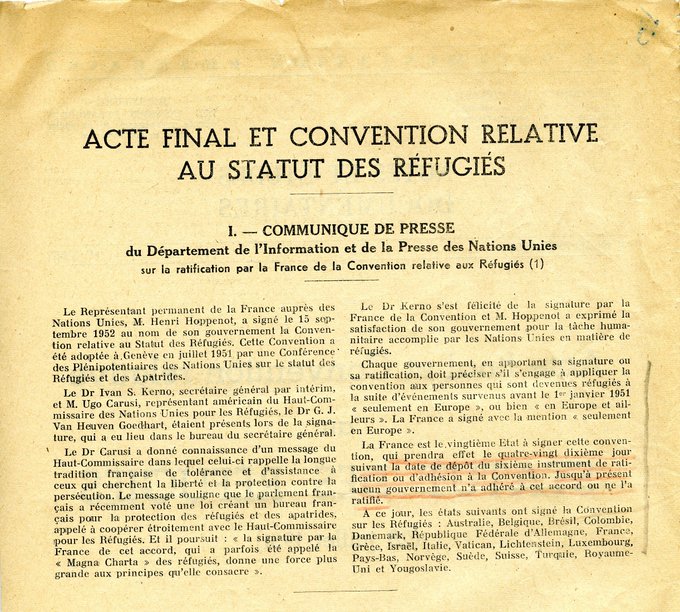 ACTE FINAL ET CONVENTION RELATIVE
AU STATUT DES RÉFUGIÉS
I. — COMMUNIQUE DE PRESSE
du Département de l'Information et de la Presse des Nations Unies
sur la ratification par la France de la Convention relative aux Réfugiés (1)
Le Représentant permanent de la France auprès des
Nations Unies, M. Henri Hoppenot, a signé le 15 sep-
tembre 1952 au nom de son gouvernement la Conven-
tion relative au Statut des Réfugiés. Cette Convention a
été adoptée à Genève en juillet 1951 par une Conférence
des Plénipotentiaires des Nations Unies sur le statut des
Réfugiés et des Apatrides.
Le Dr Ivan S. Kerno, secrétaire général par intérim,
et M. Ugo Carusi, représentant américain du Haut-Com-
missaire des Nations Unies pour les Réfugiés, le Dr G. J.
Van Heuven Goedhart, étaient présents lors de la signa-
ture, qui a eu lieu dans le bureau du secrétaire général.
Le Dr Carusi a donné connaissance d'un message du
Haut-Commissaire dans lequel celui-ci rappelle la longue
tradition française de tolérance et d'assistance à
ceux qui cherchent la liberté et la protection contre la
persécution. Le message souligne que le parlement fran-
çais a récemment voté une loi créant un bureau fran-
çais pour la protection des réfugiés et des apatrides,
appelé à coopérer étroitement avec le Haut-Commissaire
pour les Réfugiés. Et il poursuit : « la signature par la
France de cet accord, qui a parfois été appelé la
« Magna Charta » des réfugiés, donne une force plus
grande aux principes qu'elle consacre ».
Le Dr Kerno s'est félicité de la signature par la
France de la Convention et M. Hoppenot a exprimé la
satisfaction de son gouvernement pour la tâche huma-
nitaire accomplie par les Nations Unies en matière de
réfugiés.
Chaque gouvernement, en apportant sa signature ou
sa ratification, doit préciser s'il s'engage à appliquer la
convention aux personnes qui sont devenues réfugiés à
la suite d'événements survenus avant le 1er janvier 1951
« seulement en Europe », ou bien « en Europe et ail-
leurs ». La France a signé avec la mention « seulement
en Europe ».
La France est le vingtième Etat à signer cette conven-
tion, qui prendra effet le quatre-vingt dixième jour
suivant la date de dépôt du sixième instrument de rati-
fication ou d'adhésion à la Convention. Jusqu'à présent
aucun gouvernement n'a adhéré à cet accord ou ne l'a
ratifié.
A ce jour, les états suivants ont signé la Convention
sur les Réfugiés : Australie, Belgique, Brésil, Colombie,
Danemark, République Fédérale d'Allemagne, France,
Grèce, Israël, Italie, Vatican, Lichtenstein, Luxembourg,
Pays-Bas, Norvège, Suède, Suisse, Turquie, Royaume-
Uni et Yougoslavie.